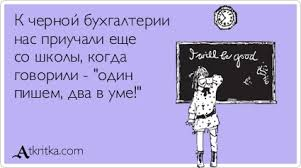 К черной бухгалтерии
нас приучали еще
со школы, когда
говорили - "один
пишем, два в уме!"
I will be good
Atkritka.com